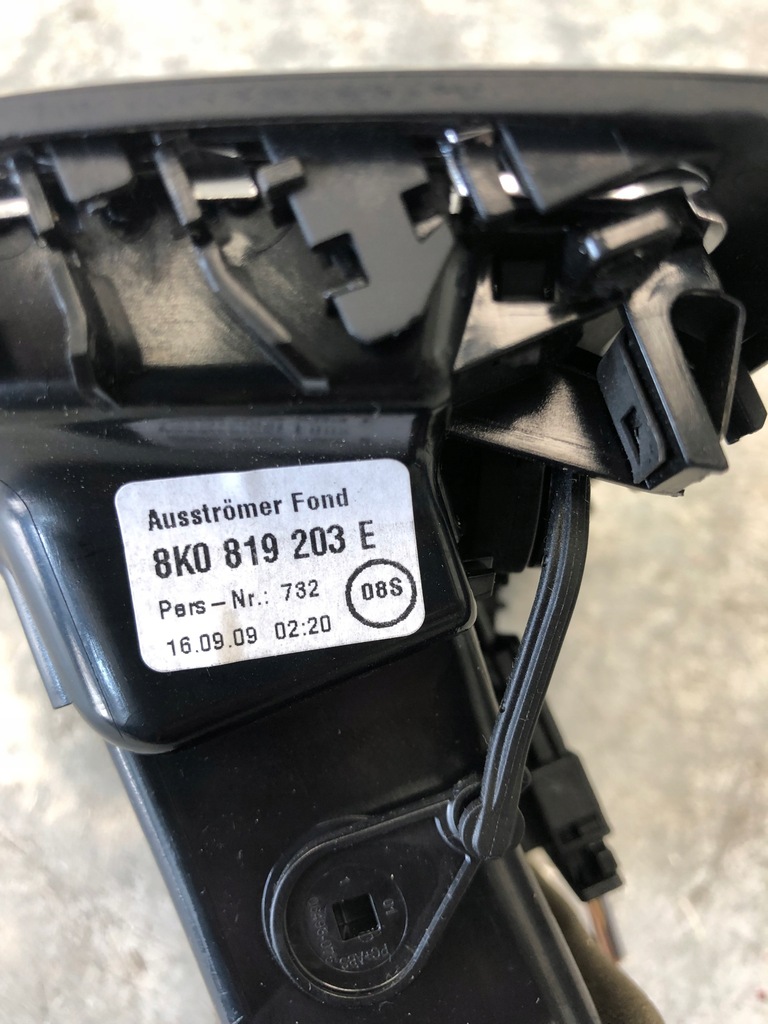 Ausströmer Fond
8K0 819 203 E
Pers-Nr.: 732 08S
16.09.09 02:20